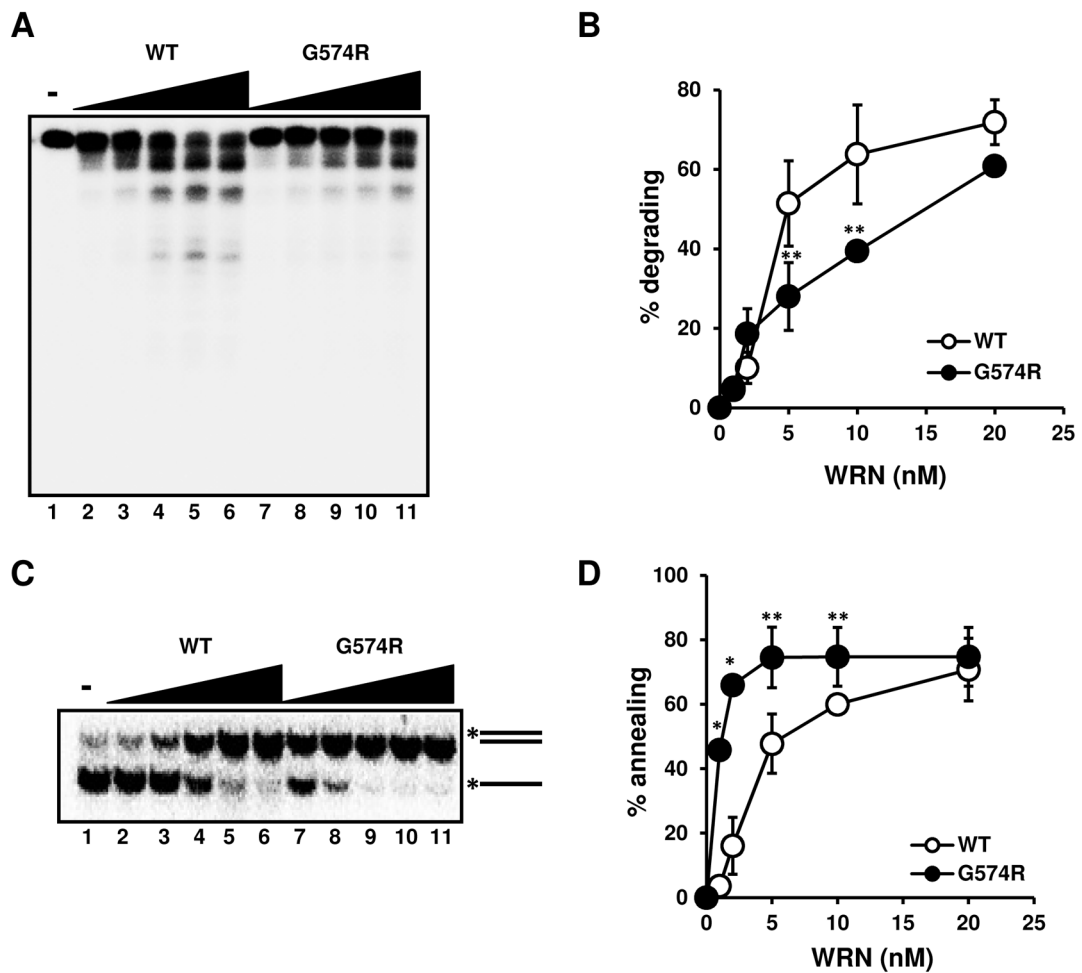 A
WT G574R
-
1 2 3 4 5 6 7 8 9 10 11
B
% degrading
80
60
40
20
0
** **
WT
G574R
0 5 10 15 20 25
WRN (nM)
C
WT G574R
-
*
*
1 2 3 4 5 6 7 8 9 10 11
D
% annealing
100
80
60
40
20
0
* * ** **
WT
G574R
0 5 10 15 20 25
WRN (nM)